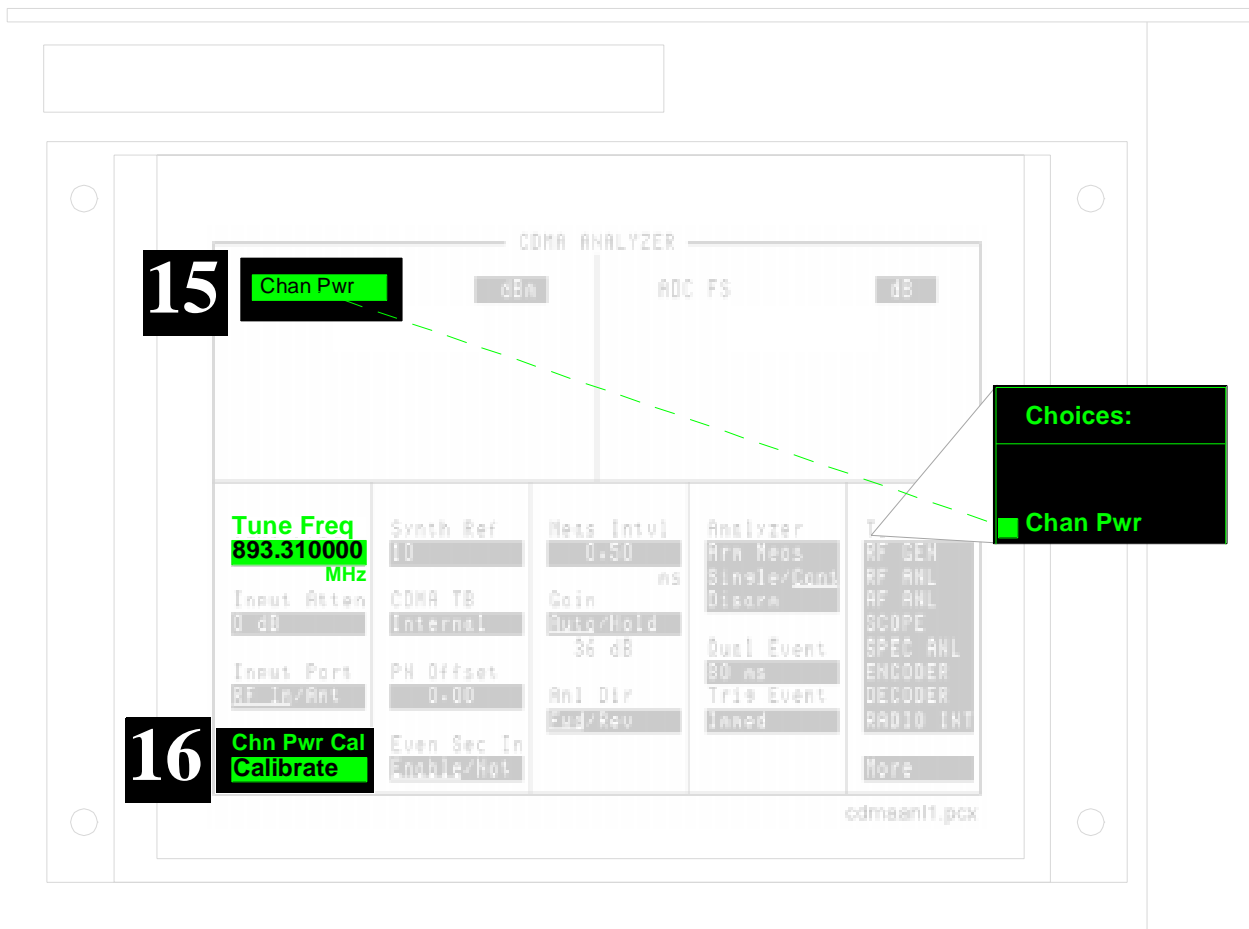 CDMA ANALYZER
15
Chan Pwr
dBm
ADC FS
dB
Choices:
Chan Pwr
Tune Freq
893.310000
MHz
Input Atten
0 dB
Input Port
RF In/Ant
16
Chn Pwr Cal
Calibrate
Synth Ref
10
CDMA TB
Internal
PN Offset
0.00
Even Sec In
Enable/Not
Meas Intvl
0.50
ms
Gain
Auto/Hold
36 dB
Anl Dir
Fwd/Rev
Analyzer
Arm Meas
Single/Cont
Disarm
Qual Event
80 ms
Trig Event
Immed
RF GEN
RF ANL
AF ANL
SCOPE
SPEC ANL
ENCODER
DECODER
RADIO INT
More
cdmaanl1.pcx